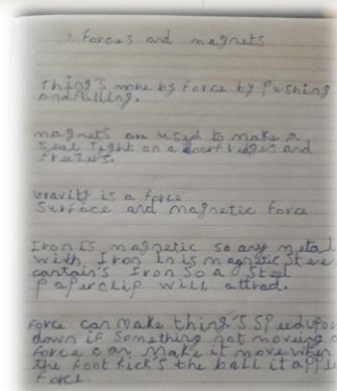 Forces and magnets
Thing's move by force by pushing
and pulling.
magnets are used to make a
seal tight on a door fridges and
freezers.
Gravity is a force
Surface and magnetic force
Iron is magnetic so any metal
with Iron in is magnetic
contain's Iron so a steel
paperclip will
force can make thing's speed up or
down if something not moving a
force can make it move when
the foot kick's the ball it
force.